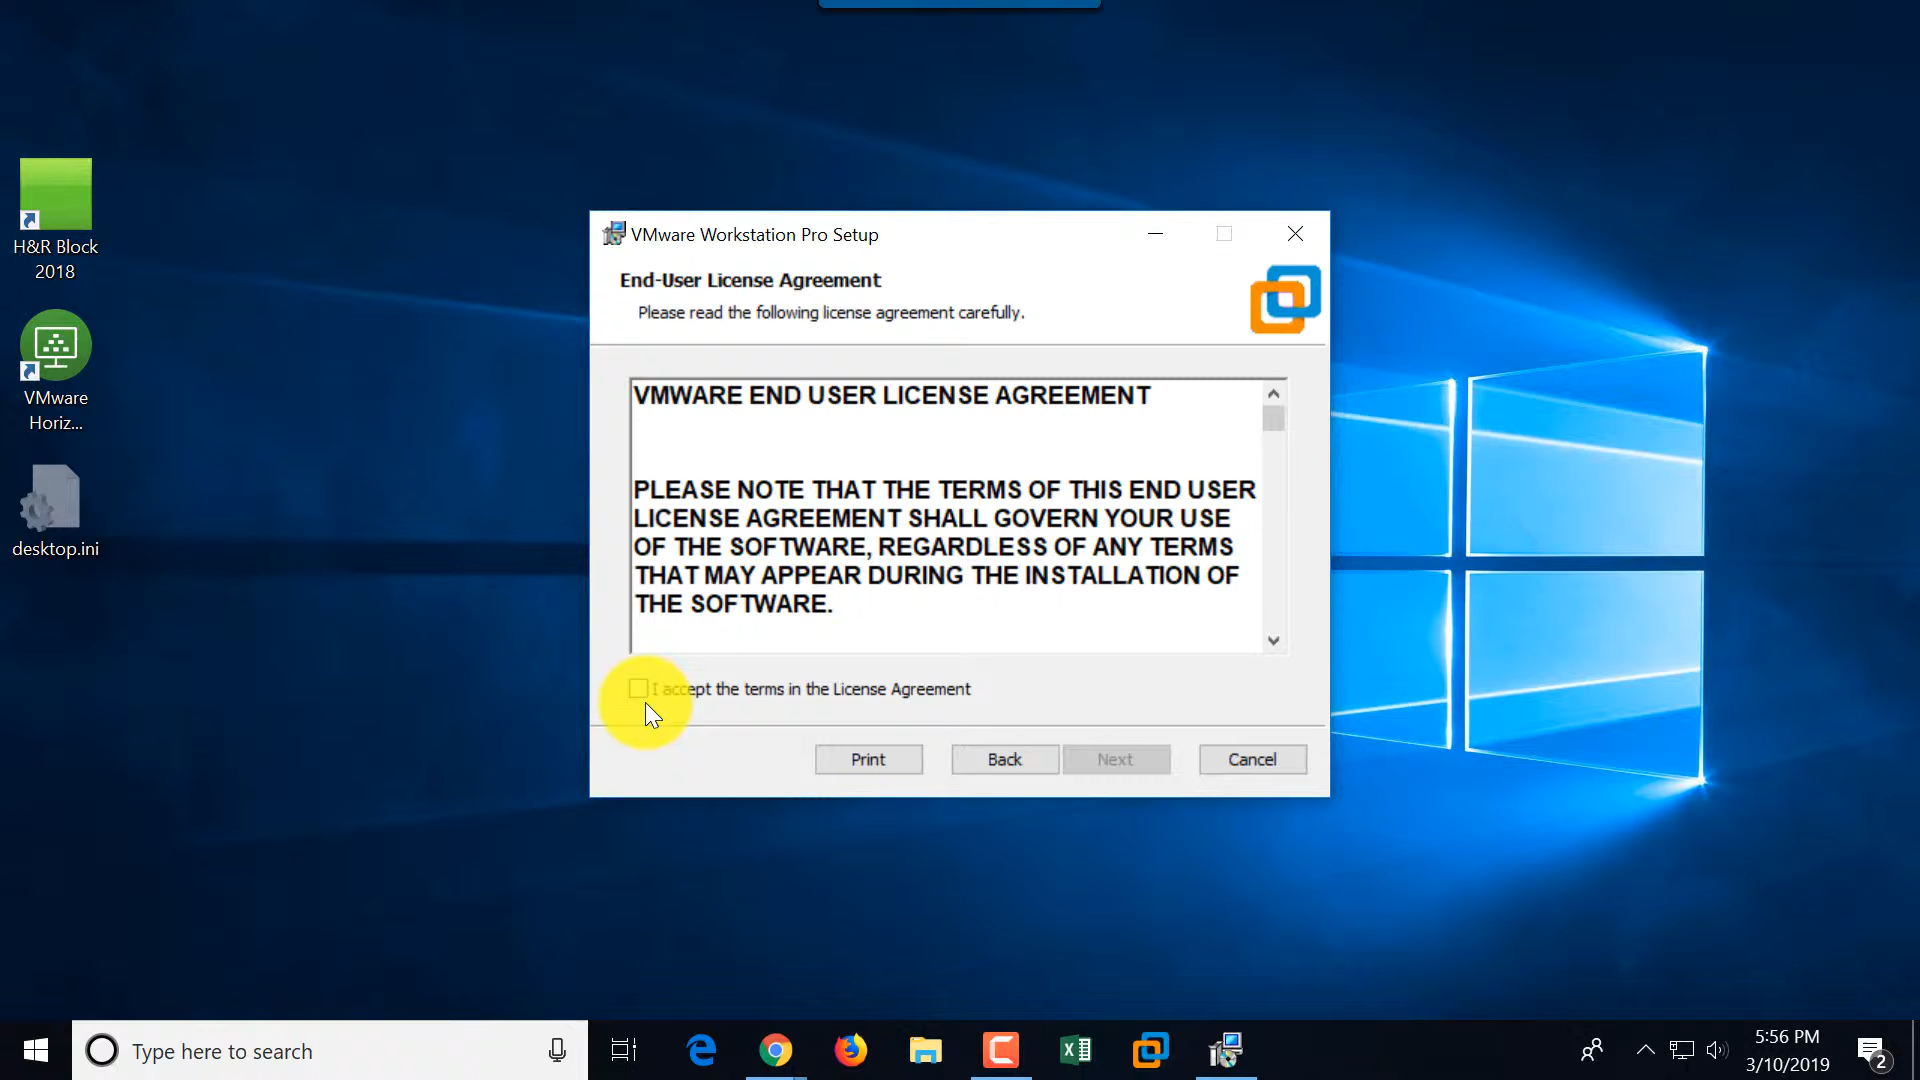 H&R Block
2018
VMware
Horiz...
desktop.ini
VMware Workstation Pro Setup
End-User License Agreement
Please read the following license agreement carefully.
VMWARE END USER LICENSE AGREEMENT
PLEASE NOTE THAT THE TERMS OF THIS END USER
LICENSE AGREEMENT SHALL GOVERN YOUR USE
OF THE SOFTWARE, REGARDLESS OF ANY TERMS
THAT MAY APPEAR DURING THE INSTALLATION OF
THE SOFTWARE.
I accept the terms in the License Agreement
Print
Back
Next
Cancel
Type here to search
5:56 PM
3/10/2019
2